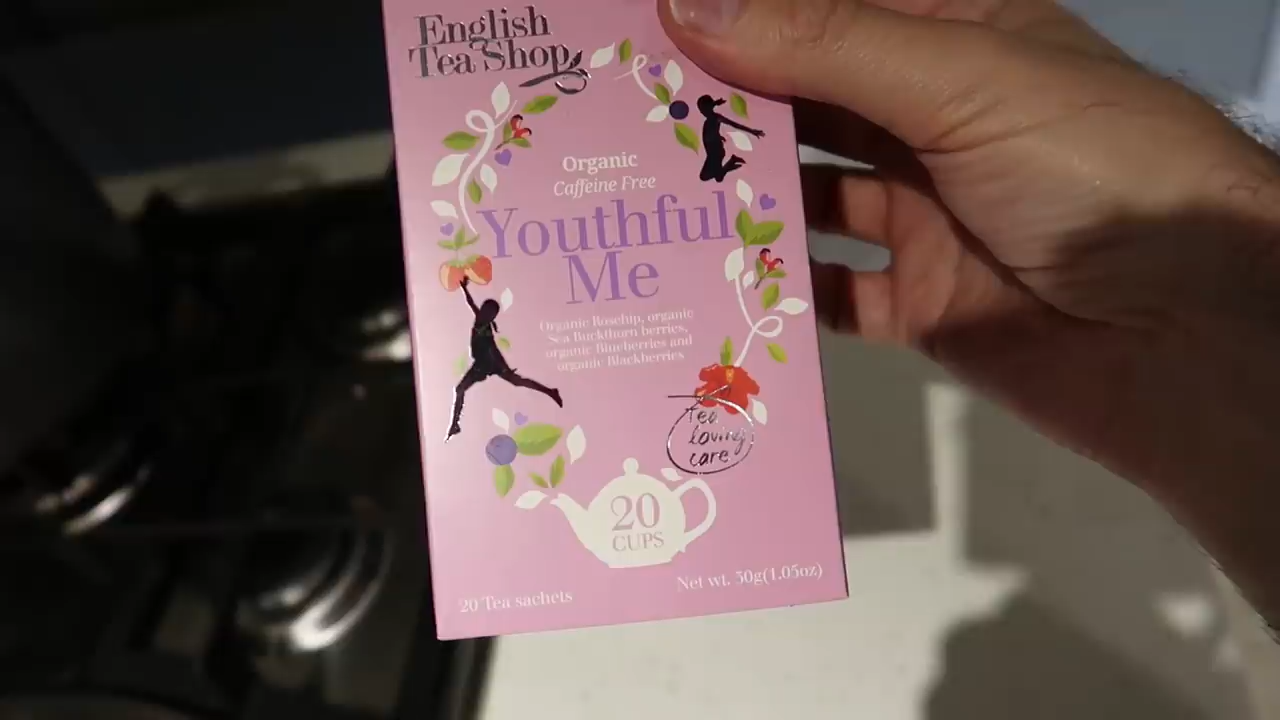 English
Tea Shop
Organic
Caffeine Free
Youthful
Me
Organic Rosehip, organic
Sea Buckthorn berries,
organic Blueberries and
organic Blackberries
Tea
loving
care
20
CUPS
20 Tea sachets
Net wt. 30g(1.05oz)